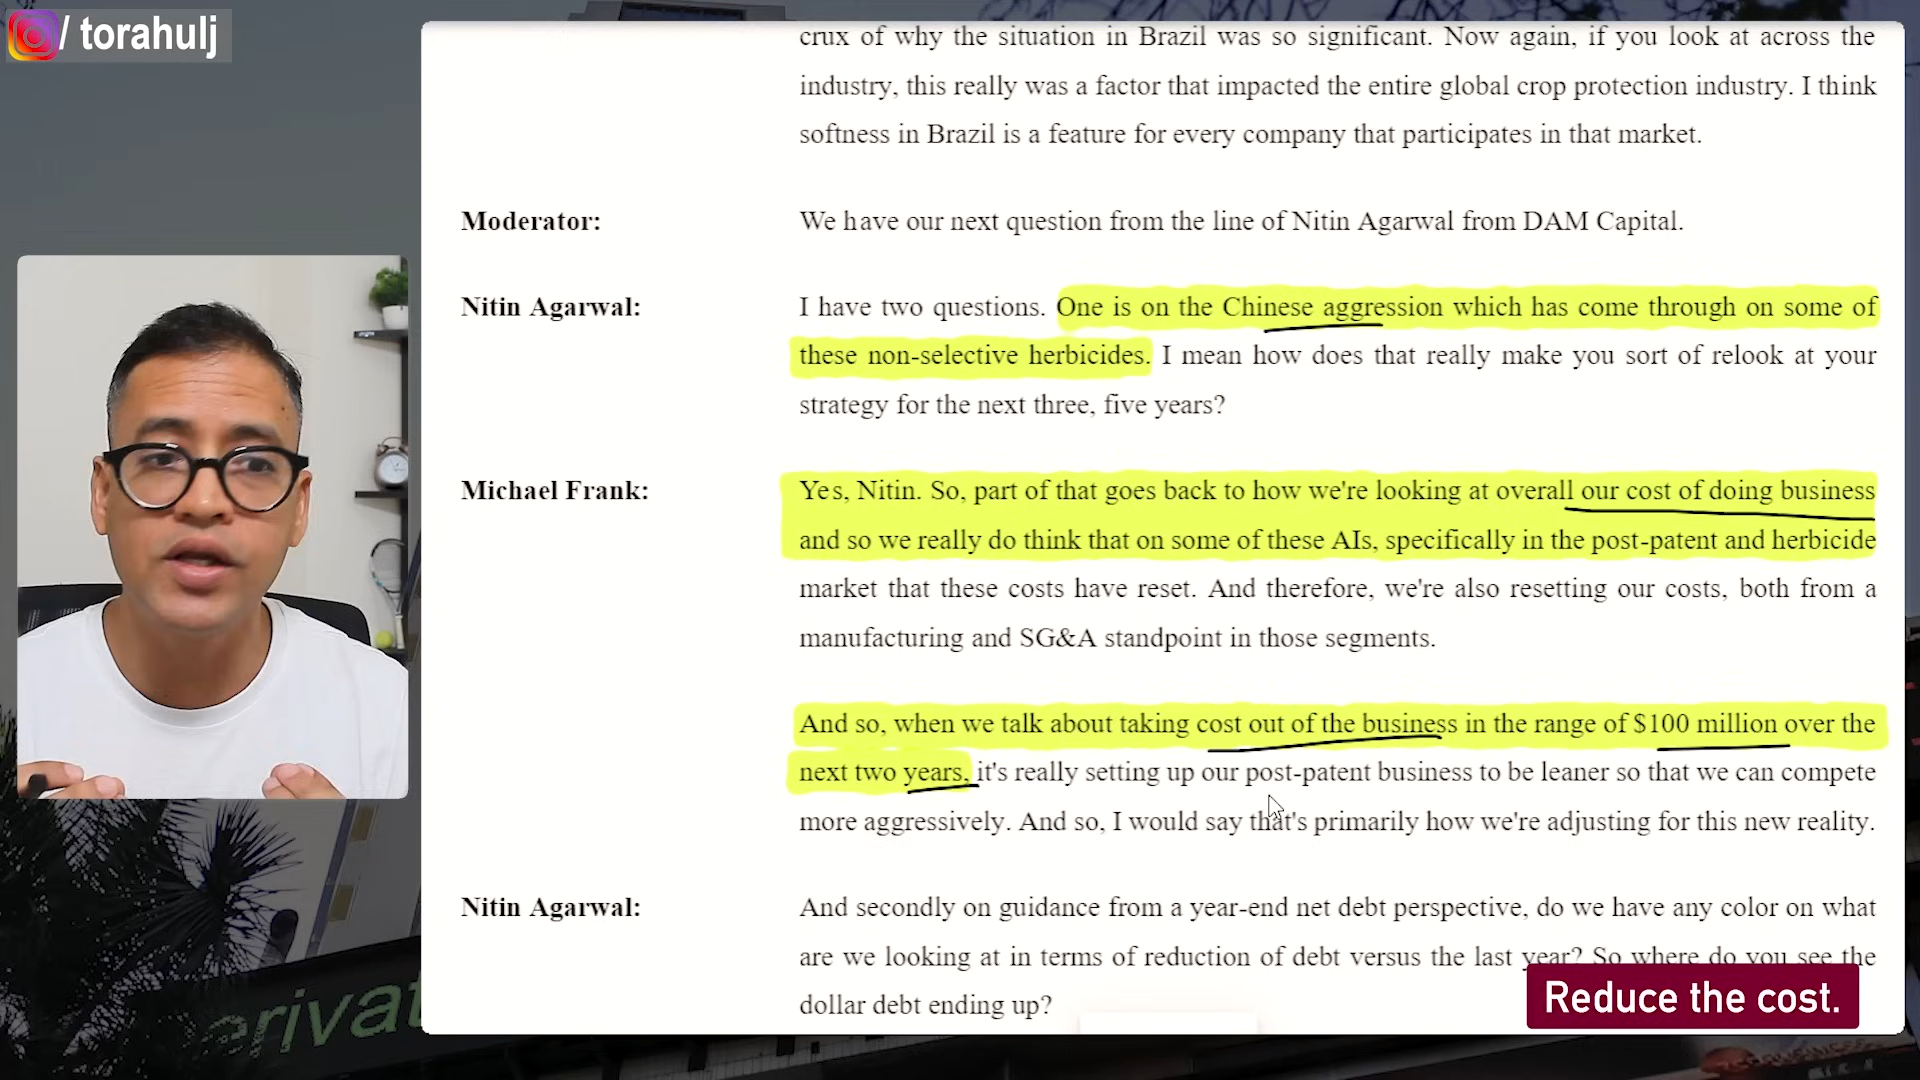 / torahulj
crux of why the situation in Brazil was so significant. Now again, if you look at across the
industry, this really was a factor that impacted the entire global crop protection industry. I think
softness in Brazil is a feature for every company that participates in that market.
Moderator: We have our next question from the line of Nitin Agarwal from DAM Capital.
Nitin Agarwal: I have two questions. One is on the Chinese aggression which has come through on some of
these non-selective herbicides. I mean how does that really make you sort of relook at your
strategy for the next three, five years?
Michael Frank: Yes, Nitin. So, part of that goes back to how we're looking at overall our cost of doing business
and so we really do think that on some of these AIs, specifically in the post-patent and herbicide
market that these costs have reset. And therefore, we're also resetting our costs, both from a
manufacturing and SG&A standpoint in those segments.
And so, when we talk about taking cost out of the business in the range of $100 million over the
next two years, it's really setting up our post-patent business to be leaner so that we can compete
more aggressively. And so, I would say that's primarily how we're adjusting for this new reality.
Nitin Agarwal: And secondly on guidance from a year-end net debt perspective, do we have any color on what
are we looking at in terms of reduction of debt versus the last year? So where do you see the
dollar debt ending up?
Reduce the cost.